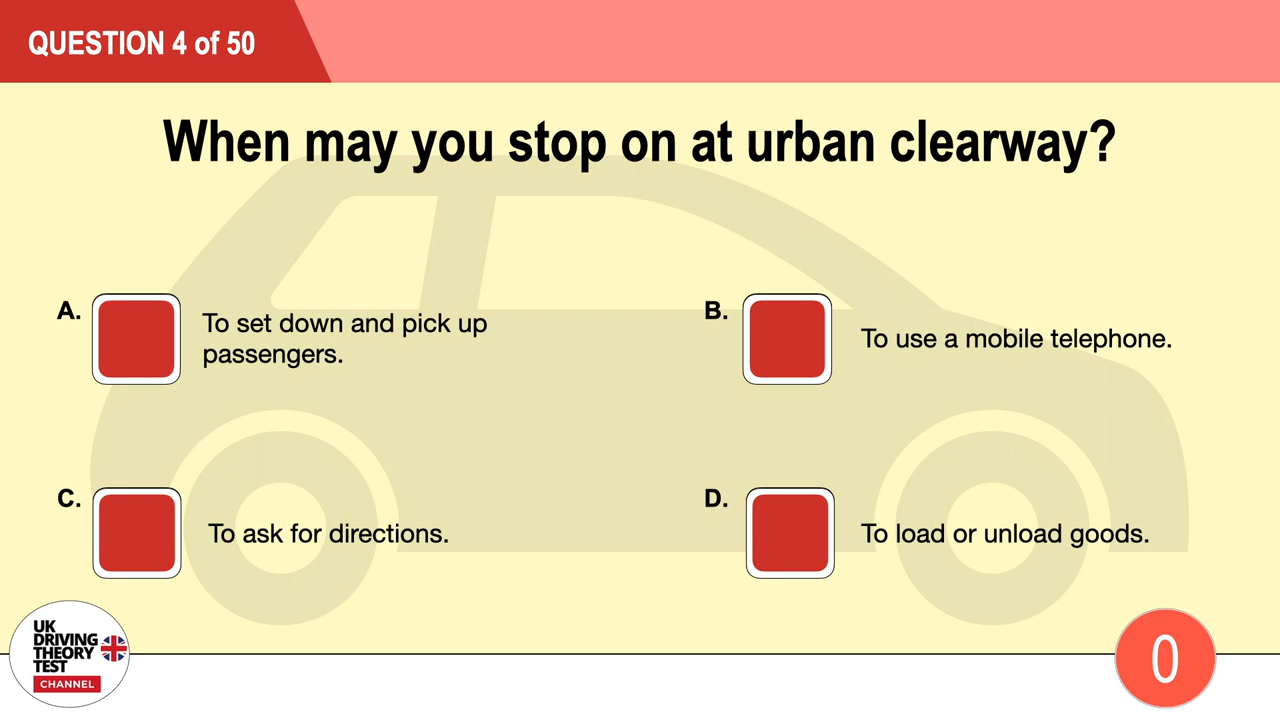 QUESTION 4 of 50
When may you stop on at urban clearway?
A.
To set down and pick up
passengers.
B.
To use a mobile telephone.
C.
To ask for directions.
D.
To load or unload goods.
UK
DRIVING
THEORY
TEST
CHANNEL
0